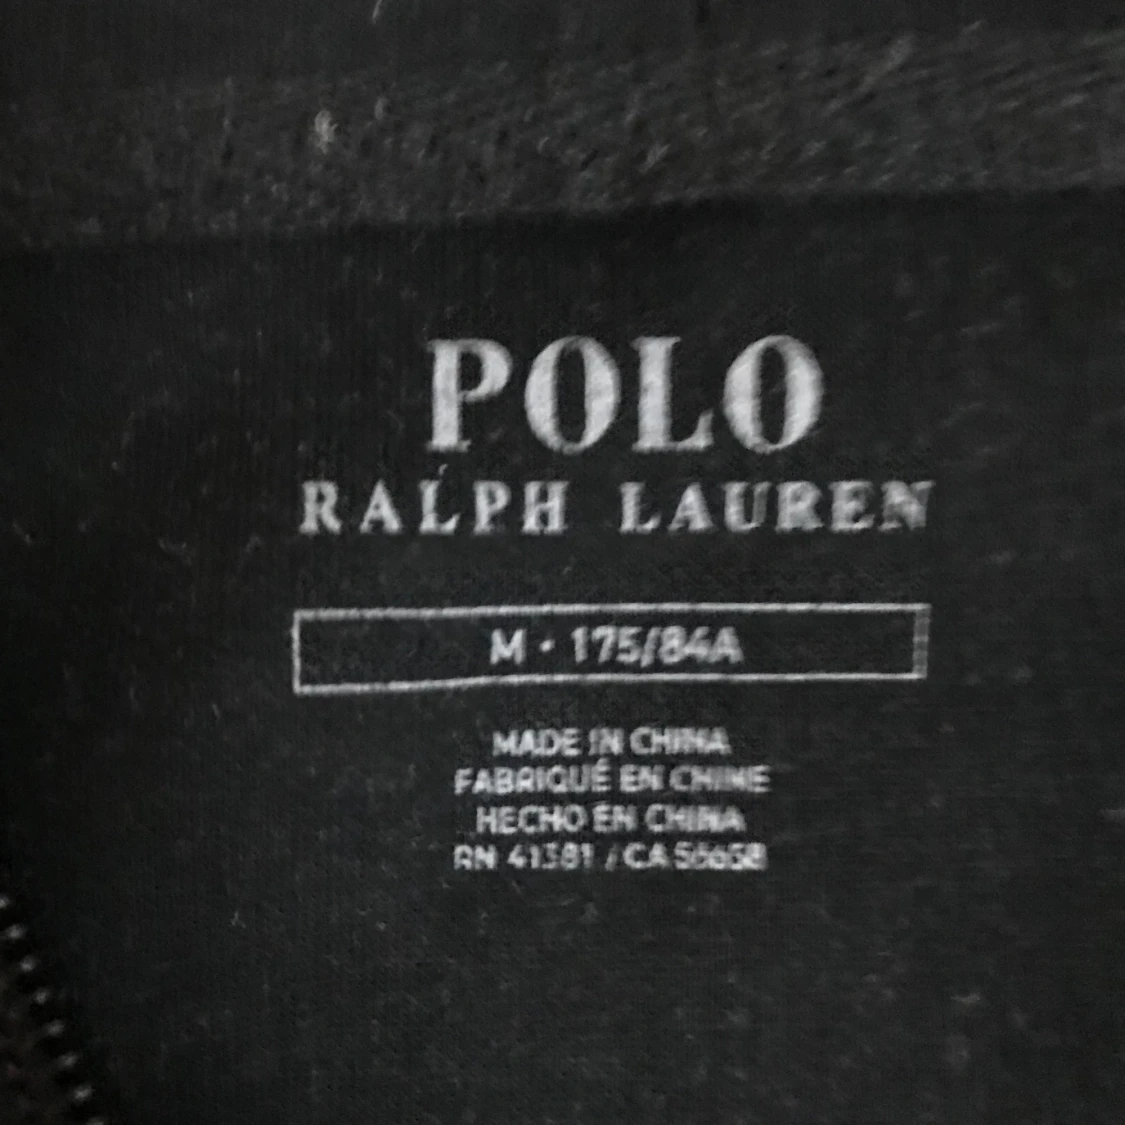 POLO
RALPH LAUREN
M · 175/84A
MADE IN CHINA
FABRIQUÉ EN CHINE
HECHO EN CHINA
RN 41381 / CA 56658